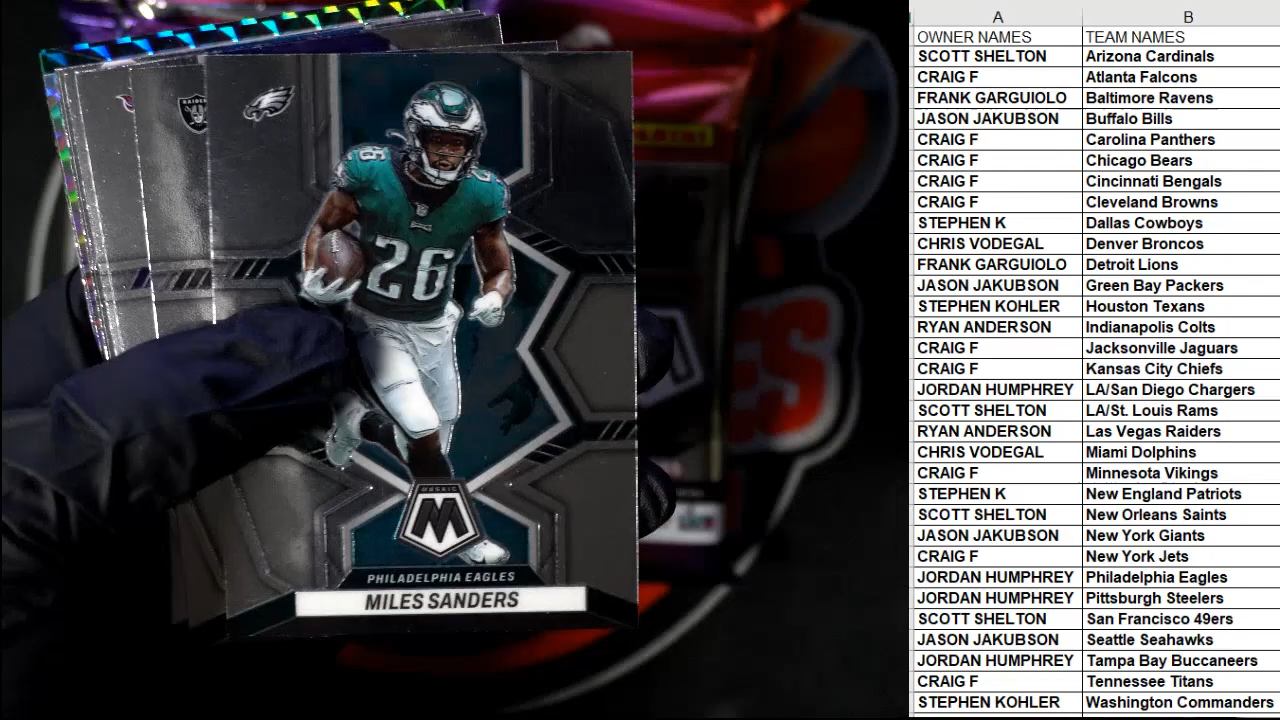 RAIDERS
26
26
26
MOSAIC
M
PHILADELPHIA EAGLES
MILES SANDERS
PANINI
ES
A B
OWNER NAMES TEAM NAMES
SCOTT SHELTON Arizona Cardinals
CRAIG F Atlanta Falcons
FRANK GARGUIOLO Baltimore Ravens
JASON JAKUBSON Buffalo Bills
CRAIG F Carolina Panthers
CRAIG F Chicago Bears
CRAIG F Cincinnati Bengals
CRAIG F Cleveland Browns
STEPHEN K Dallas Cowboys
CHRIS VODEGAL Denver Broncos
FRANK GARGUIOLO Detroit Lions
JASON JAKUBSON Green Bay Packers
STEPHEN KOHLER Houston Texans
RYAN ANDERSON Indianapolis Colts
CRAIG F Jacksonville Jaguars
CRAIG F Kansas City Chiefs
JORDAN HUMPHREY LA/San Diego Chargers
SCOTT SHELTON LA/St. Louis Rams
RYAN ANDERSON Las Vegas Raiders
CHRIS VODEGAL Miami Dolphins
CRAIG F Minnesota Vikings
STEPHEN K New England Patriots
SCOTT SHELTON New Orleans Saints
JASON JAKUBSON New York Giants
CRAIG F New York Jets
JORDAN HUMPHREY Philadelphia Eagles
JORDAN HUMPHREY Pittsburgh Steelers
SCOTT SHELTON San Francisco 49ers
JASON JAKUBSON Seattle Seahawks
JORDAN HUMPHREY Tampa Bay Buccaneers
CRAIG F Tennessee Titans
STEPHEN KOHLER Washington Commanders